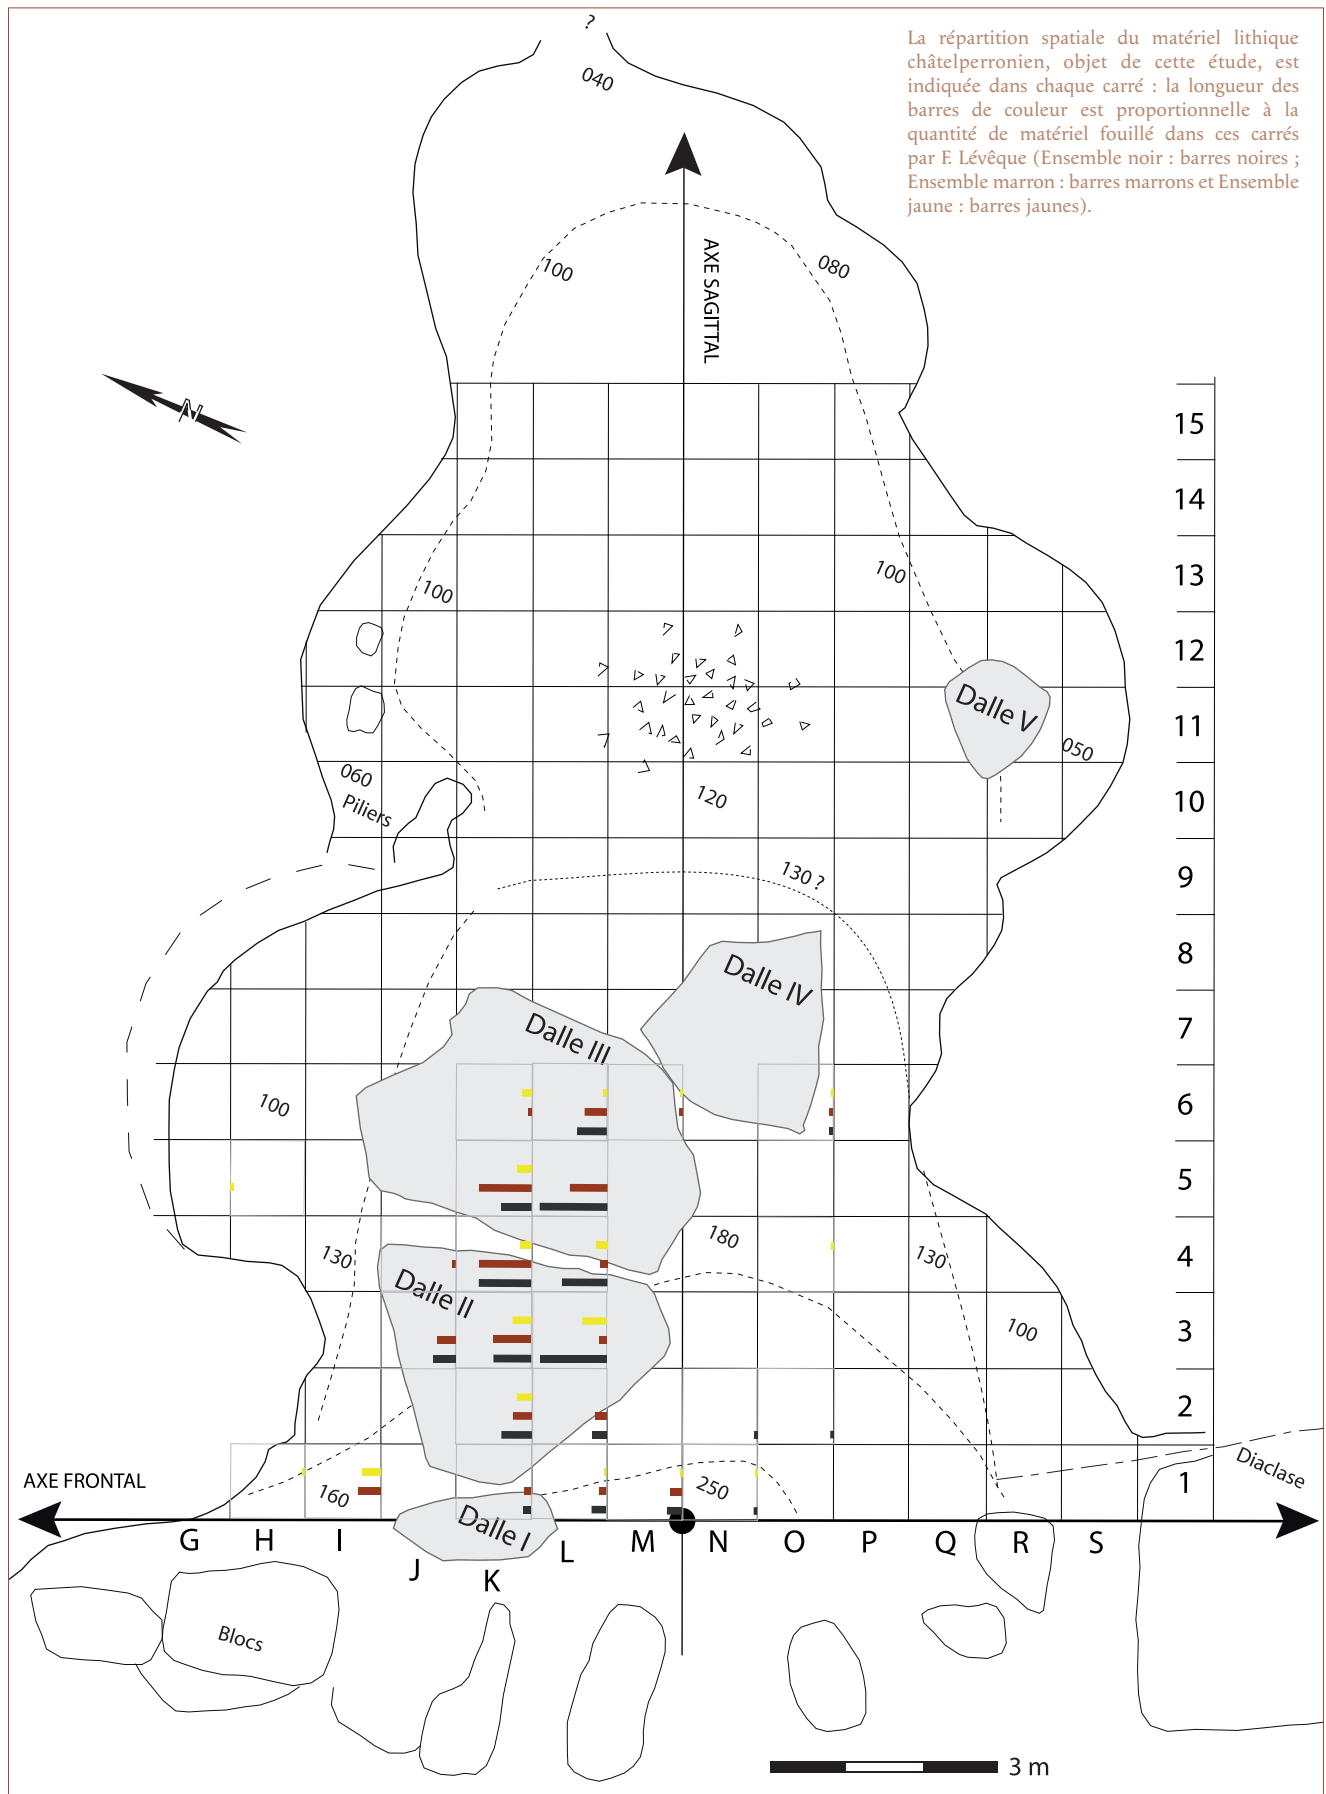 La répartition spatiale du matériel lithique
châtelperronien, objet de cette étude, est
indiquée dans chaque carré : la longueur des
barres de couleur est proportionnelle à la
quantité de matériel fouillé dans ces carrés
par F. Lévêque (Ensemble noir : barres noires ;
Ensemble marron : barres marrons et Ensemble
jaune : barres jaunes).
?
040
AXE SAGITTAL
100
080
N
15
14
13
100
100
12
11
Dalle V
050
060
Piliers
120
10
130 ?
9
8
Dalle IV
Dalle III
7
100
6
5
180
130
130
4
Dalle II
100
3
2
AXE FRONTAL
160
250
Diaclase
1
Dalle I
G
H
I
J
K
L
M
N
O
P
Q
R
S
Blocs
3 m